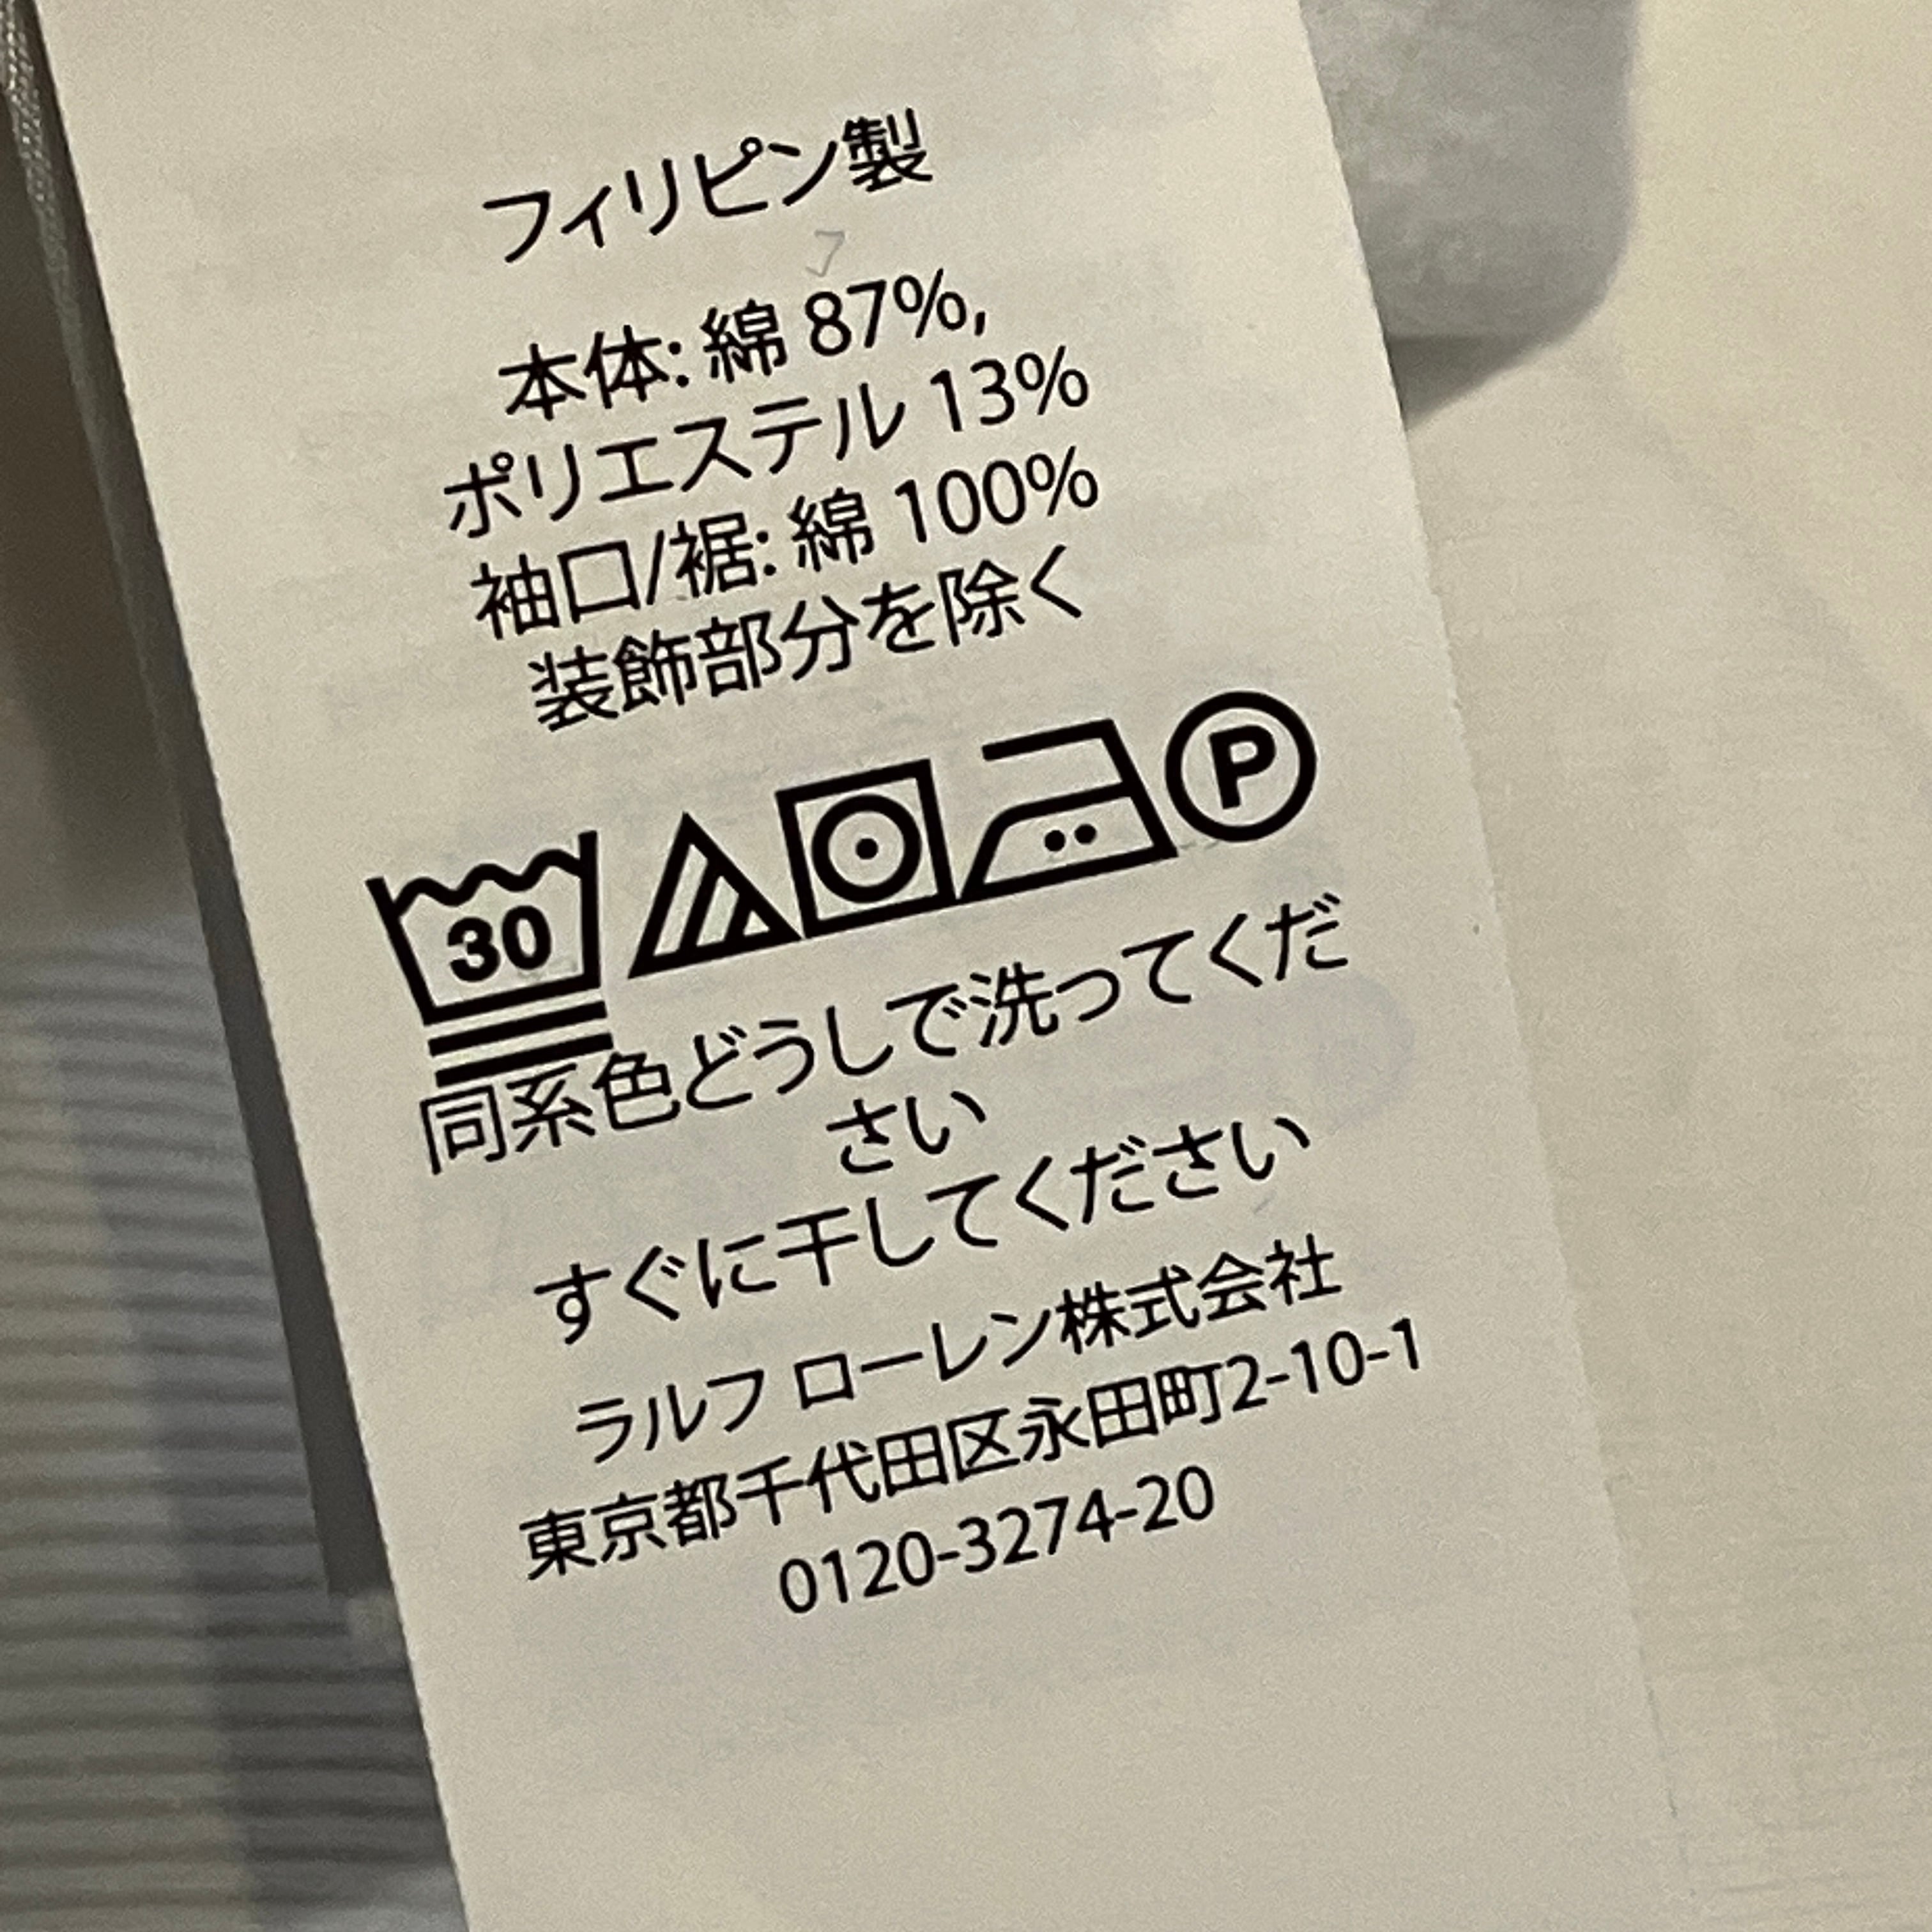 フィリピン製
本体: 綿 87%,
ポリエステル 13%
袖口/裾: 綿 100%
装飾部分を除く
30 P
同系色どうしで洗ってくだ
さい
すぐに干してください
ラルフ ローレン株式会社
東京都千代田区永田町2-10-1
0120-3274-20